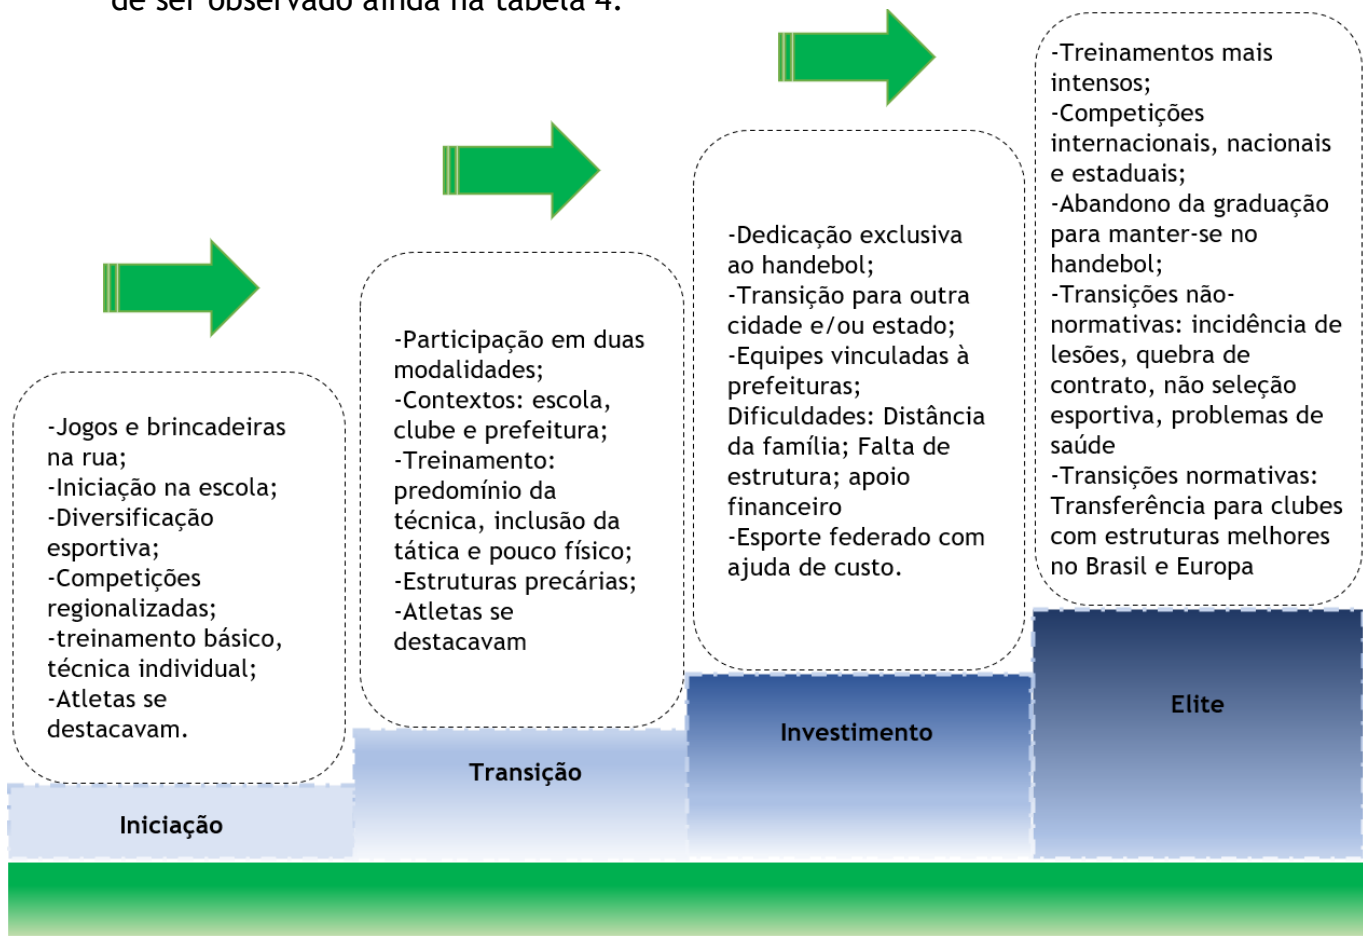 de ser observado ainda na tabela 4.
-Jogos e brincadeiras
na rua;
-Iniciação na escola;
-Diversificação
esportiva;
-Competições
regionalizadas;
-treinamento básico,
técnica individual;
-Atletas se
destacavam.
Iniciação
-Participação em duas
modalidades;
-Contextos: escola,
clube e prefeitura;
-Treinamento:
predomínio da
técnica, inclusão da
tática e pouco físico;
-Estruturas precárias;
-Atletas se
destacavam
Transição
-Dedicação exclusiva
ao handebol;
-Transição para outra
cidade e/ou estado;
-Equipes vinculadas à
prefeituras;
Dificuldades: Distância
da família; Falta de
estrutura; apoio
financeiro
-Esporte federado com
ajuda de custo.
Investimento
-Treinamentos mais
intensos;
-Competições
internacionais, nacionais
e estaduais;
-Abandono da graduação
para manter-se no
handebol;
-Transições não-
normativas: incidência de
lesões, quebra de
contrato, não seleção
esportiva, problemas de
saúde
-Transições normativas:
Transferência para clubes
com estruturas melhores
no Brasil e Europa
Elite